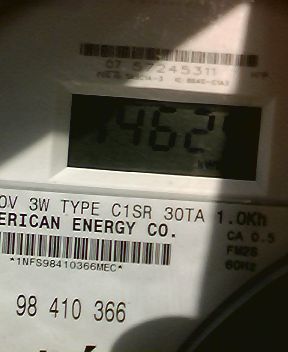 07 57245311
462
0V 3W TYPE C1SR 30TA 1.0Kh
ERICAN ENERGY CO.
CA 0.5
FM2S
60Hz
*1NFS98410366MEC*
98 410 366